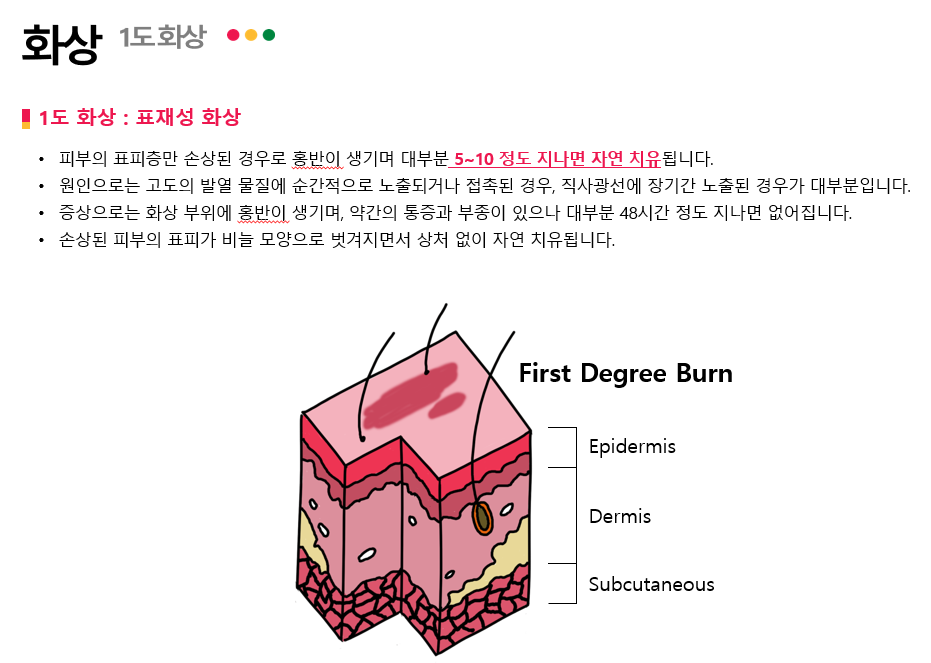 화상 1도 화상
1도 화상 : 표재성 화상
• 피부의 표피층만 손상된 경우로 홍반이 생기며 대부분 5~10 정도 지나면 자연 치유됩니다.
• 원인으로는 고도의 발열 물질에 순간적으로 노출되거나 접촉된 경우, 직사광선에 장기간 노출된 경우가 대부분입니다.
• 증상으로는 화상 부위에 홍반이 생기며, 약간의 통증과 부종이 있으나 대부분 48시간 정도 지나면 없어집니다.
• 손상된 피부의 표피가 비늘 모양으로 벗겨지면서 상처 없이 자연 치유됩니다.
First Degree Burn
Epidermis
Dermis
Subcutaneous